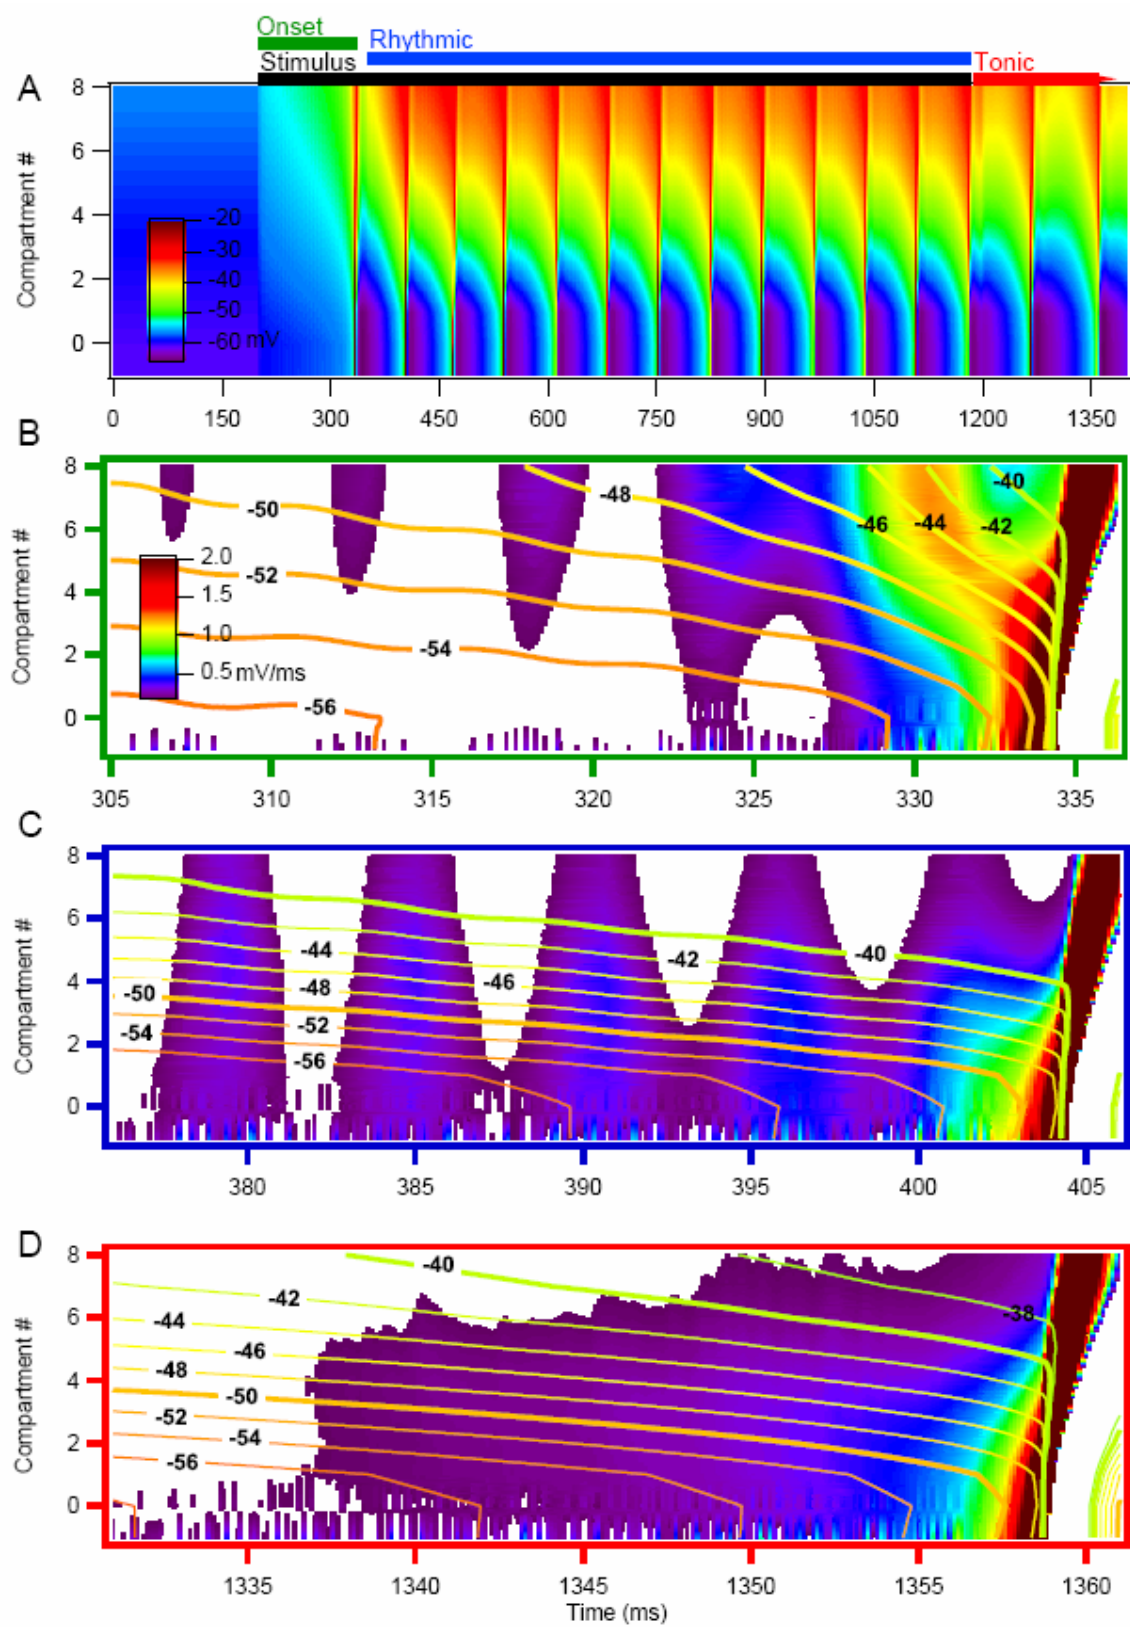 Onset
Rhythmic
Stimulus
Tonic
A
Compartment #
8
6
4
2
0
-20
-30
-40
-50
-60 mV
0 150 300 450 600 750 900 1050 1200 1350
B
Compartment #
8
6
4
2
0
2.0
1.5
1.0
0.5 mV/ms
-50
-52
-54
-56
-48
-46
-44
-42
-40
305 310 315 320 325 330 335
C
Compartment #
8
6
4
2
0
-50
-54
-44
-48
-52
-56
-46
-42
-40
380 385 390 395 400 405
D
Compartment #
8
6
4
2
0
-40
-42
-44
-46
-48
-50
-52
-54
-56
-38
1335 1340 1345 1350 1355 1360
Time (ms)